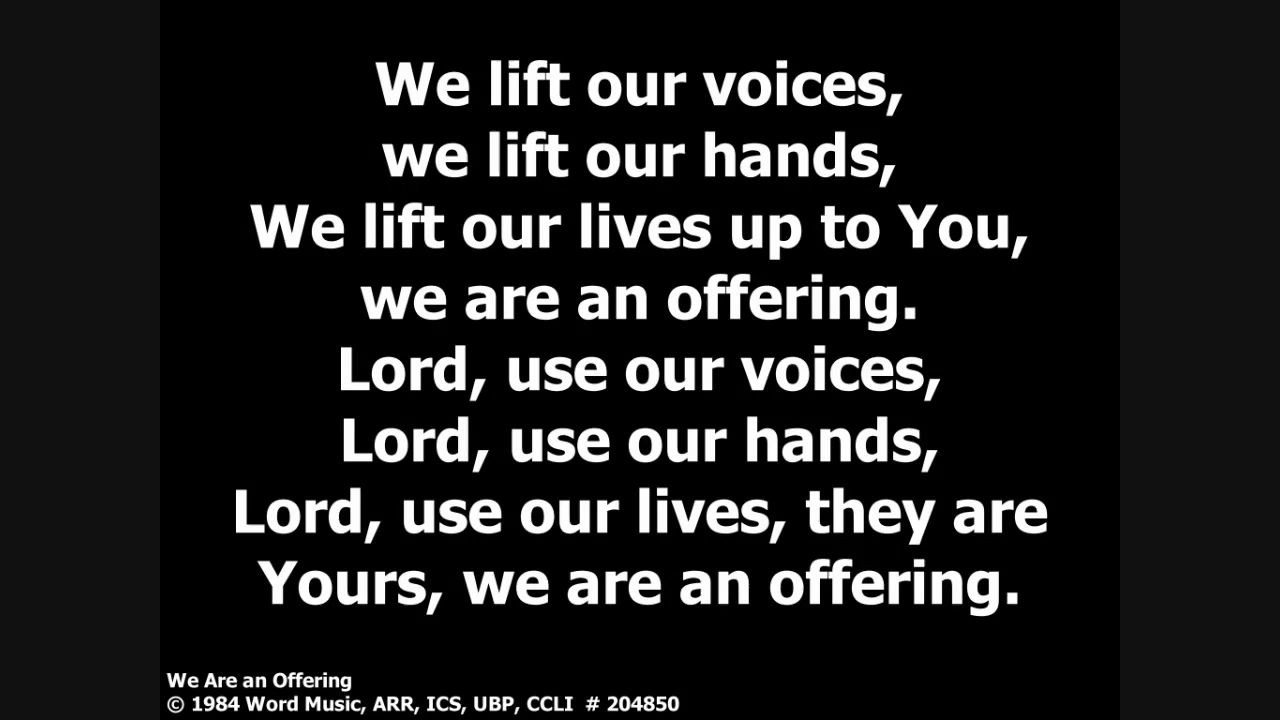 We lift our voices,
we lift our hands,
We lift our lives up to You,
we are an offering.
Lord, use our voices,
Lord, use our hands,
Lord, use our lives, they are
Yours, we are an offering.
We Are an Offering
© 1984 Word Music, ARR, ICS, UBP, CCLI  # 204850